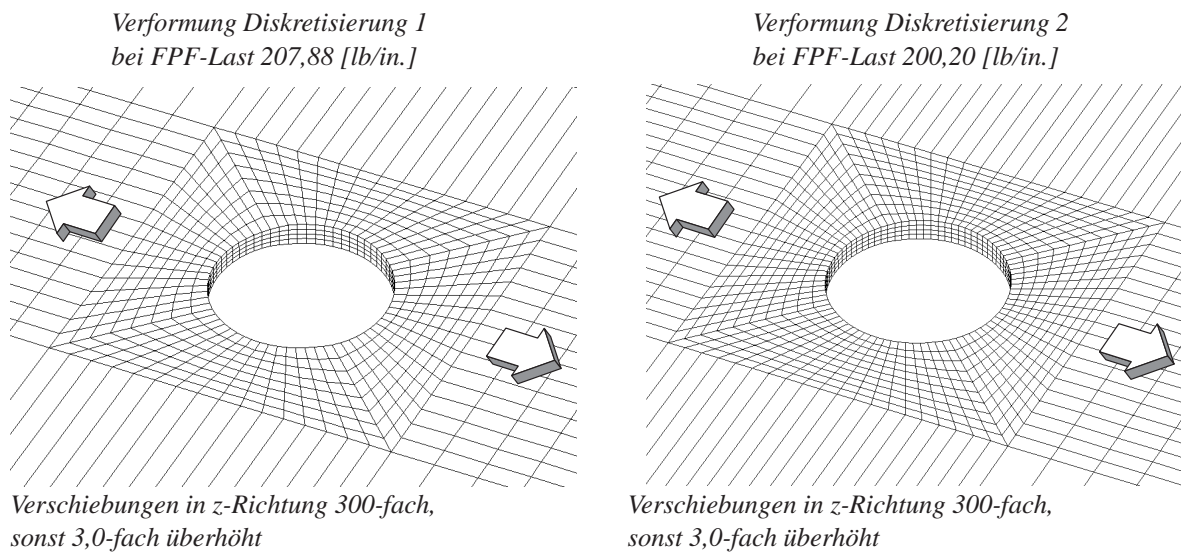 Verformung Diskretisierung 1
bei FPF-Last 207,88 [lb/in.]
Verformung Diskretisierung 2
bei FPF-Last 200,20 [lb/in.]
Verschiebungen in z-Richtung 300-fach,
sonst 3,0-fach überhöht
Verschiebungen in z-Richtung 300-fach,
sonst 3,0-fach überhöht